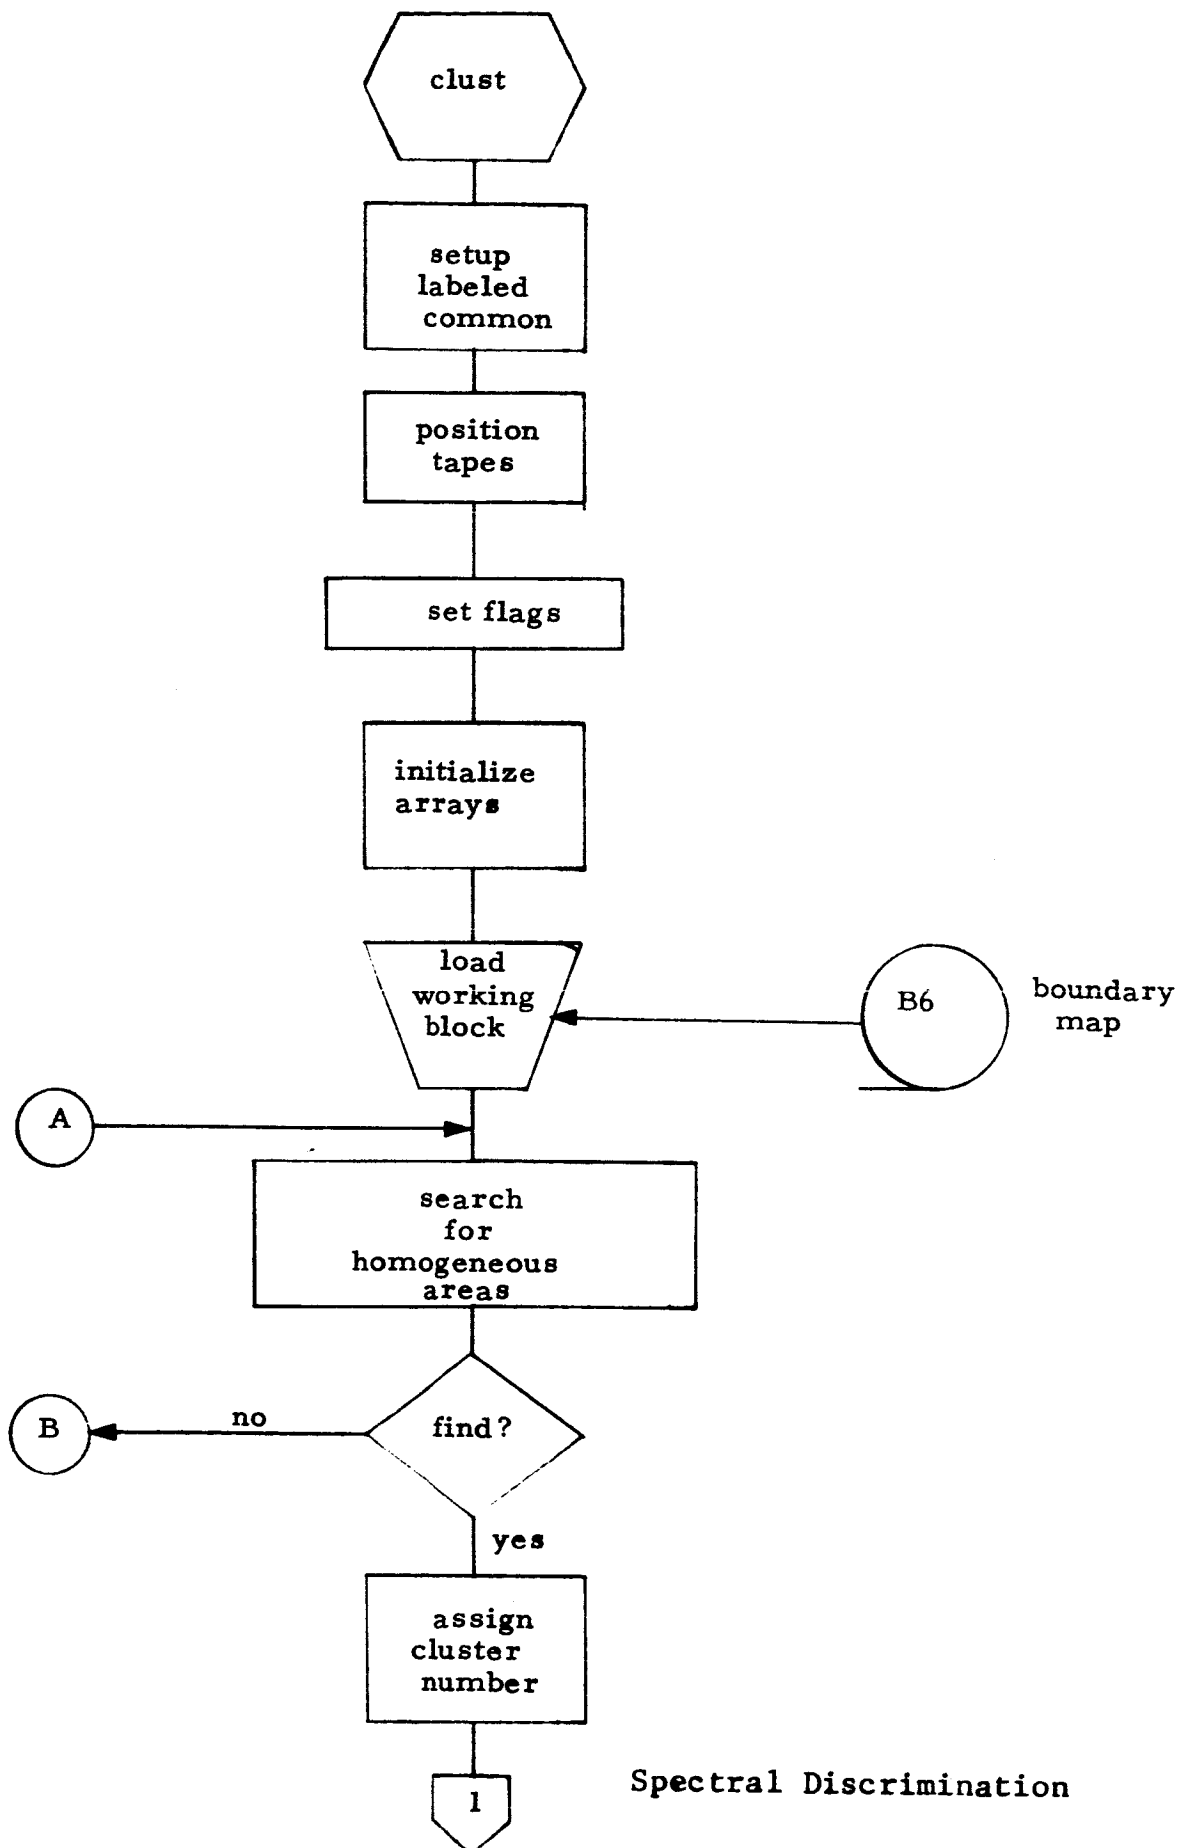 clust
setup
labeled
common
position
tapes
set flags
initialize
arrays
load
working
block
B6
boundary
map
A
search
for
homogeneous
areas
find?
no
B
yes
assign
cluster
number
1
Spectral Discrimination